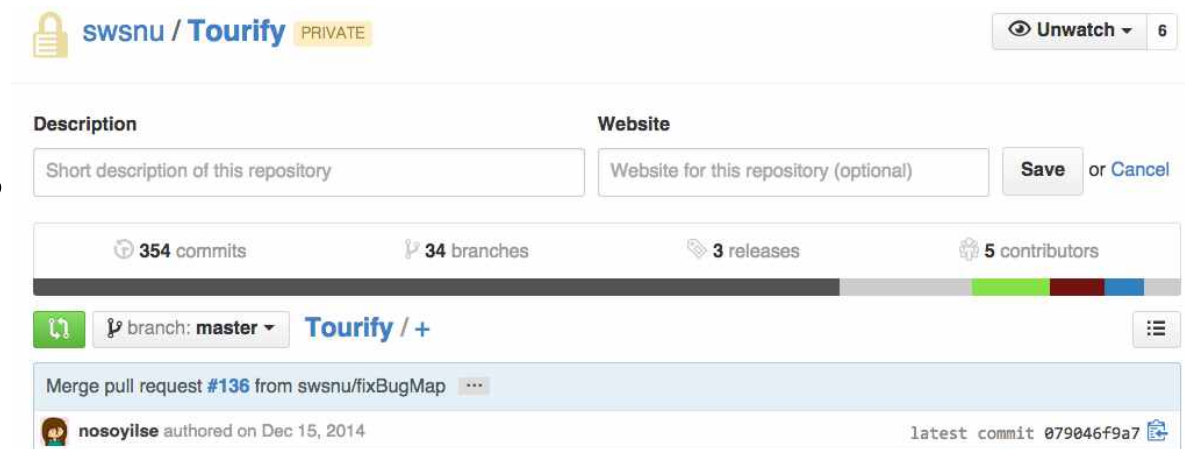 swsnu / Tourify PRIVATE
Unwatch 6
Description
Website
Short description of this repository
Website for this repository (optional)
Save or Cancel
354 commits
34 branches
3 releases
5 contributors
branch: master
Tourify / +
Merge pull request #136 from swsnu/fixBugMap ...
nosoyilse authored on Dec 15, 2014
latest commit 079046f9a7